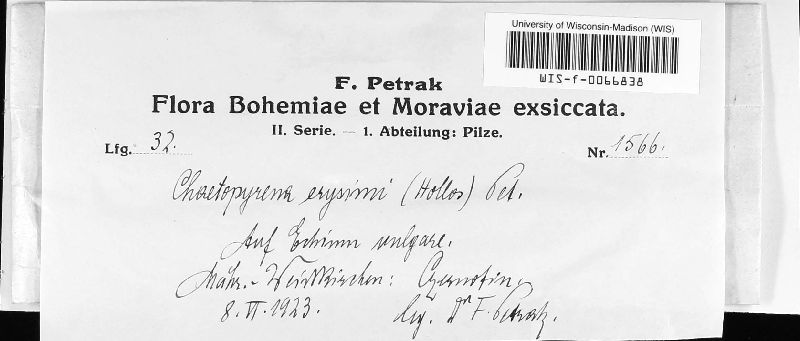 University of Wisconsin-Madison (WIS)
WIS-f-0066838
F. Petrak
Flora Bohemiae et Moraviae exsiccata.
II. Serie. — 1. Abteilung: Pilze.
Lfg. 32.
Nr. 1566.
Chaetopyrena erysimi (Hollos) Pet.
Auf Echium vulgare.
Mähr.-Weisskirchen: Czernotin,
8. VI. 1923. leg. Dr F. Petrak.